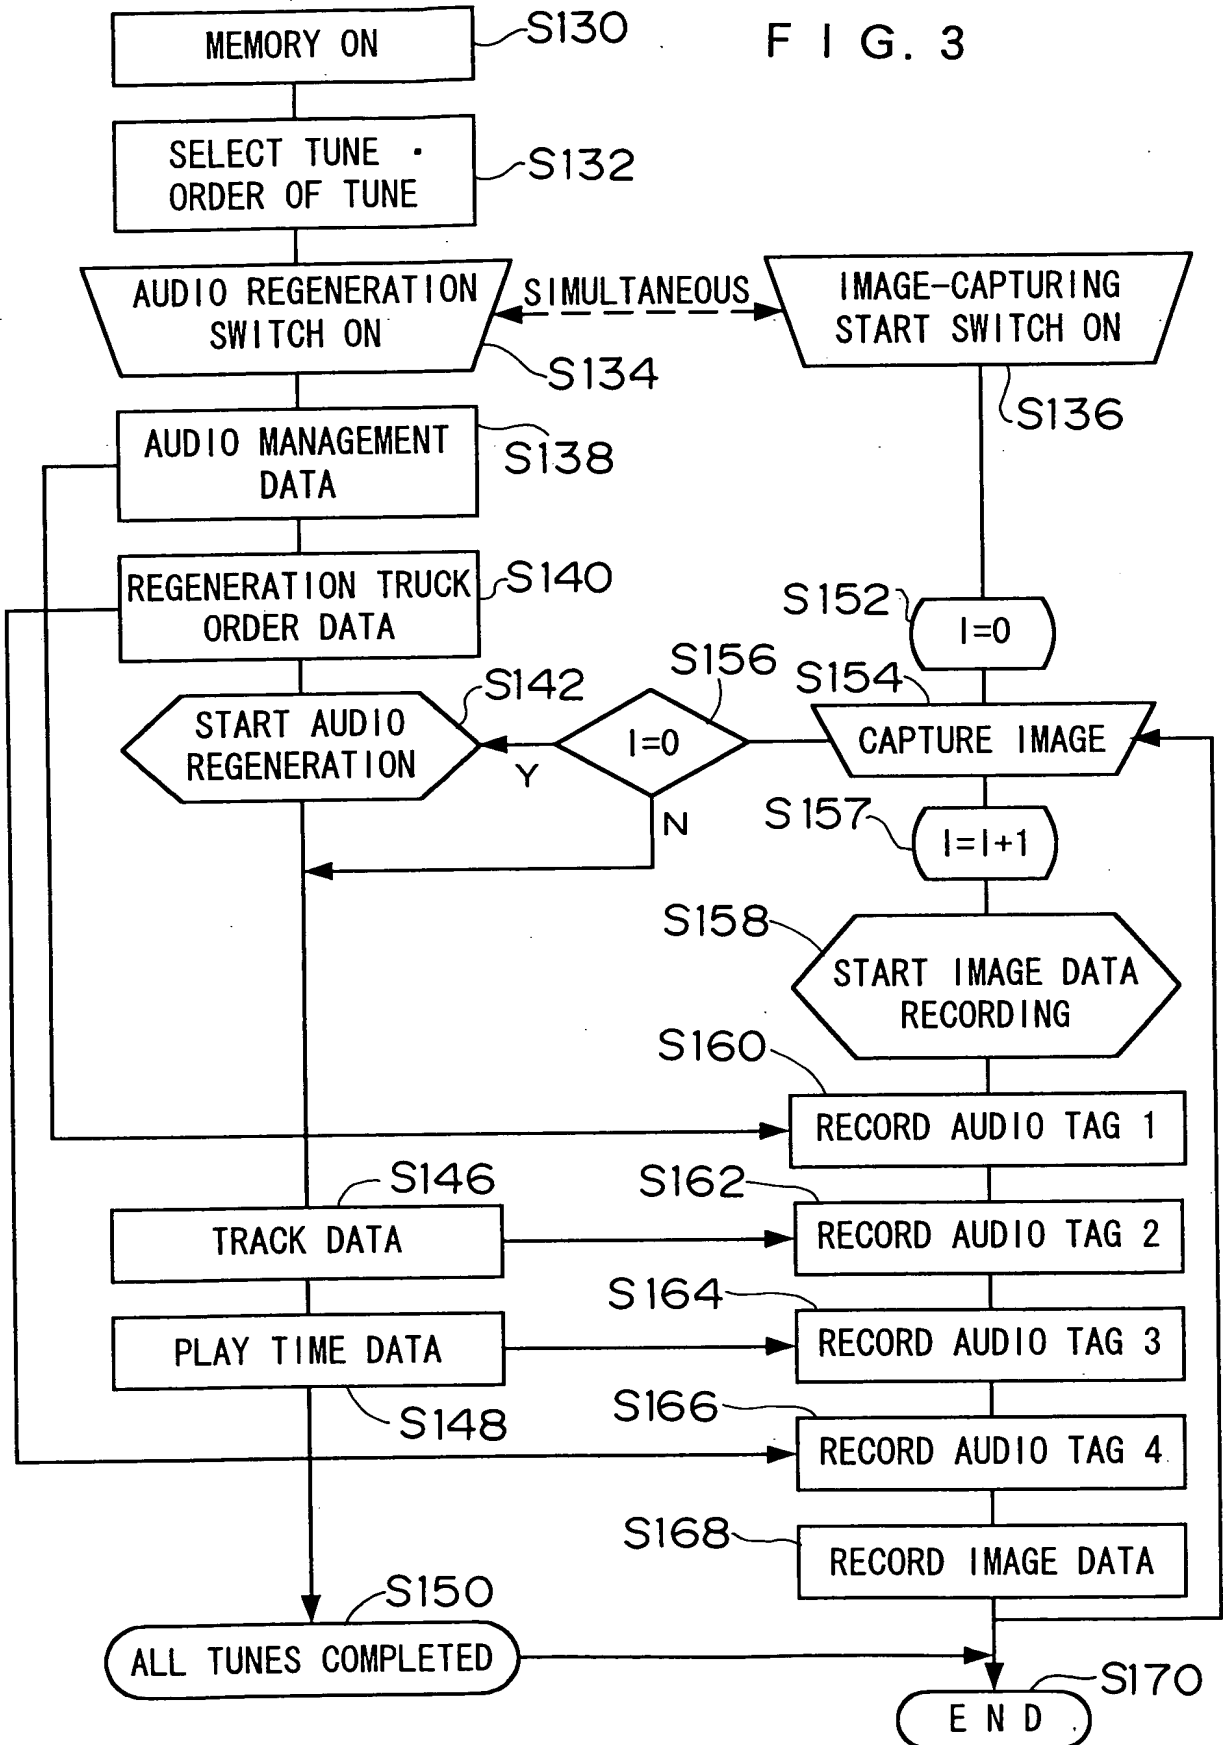 FIG. 3
MEMORY ON
S130
SELECT TUNE ·
ORDER OF TUNE
S132
AUDIO REGENERATION
SWITCH ON
S134
SIMULTANEOUS
IMAGE-CAPTURING
START SWITCH ON
S136
AUDIO MANAGEMENT
DATA
S138
REGENERATION TRUCK
ORDER DATA
S140
S152
I=0
START AUDIO
REGENERATION
S142
S156
I=0
Y
N
S154
CAPTURE IMAGE
S157
I=I+1
S158
START IMAGE DATA
RECORDING
S160
RECORD AUDIO TAG 1
S146
TRACK DATA
S162
RECORD AUDIO TAG 2
PLAY TIME DATA
S148
S164
RECORD AUDIO TAG 3
S166
RECORD AUDIO TAG 4
S168
RECORD IMAGE DATA
S150
ALL TUNES COMPLETED
S170
END